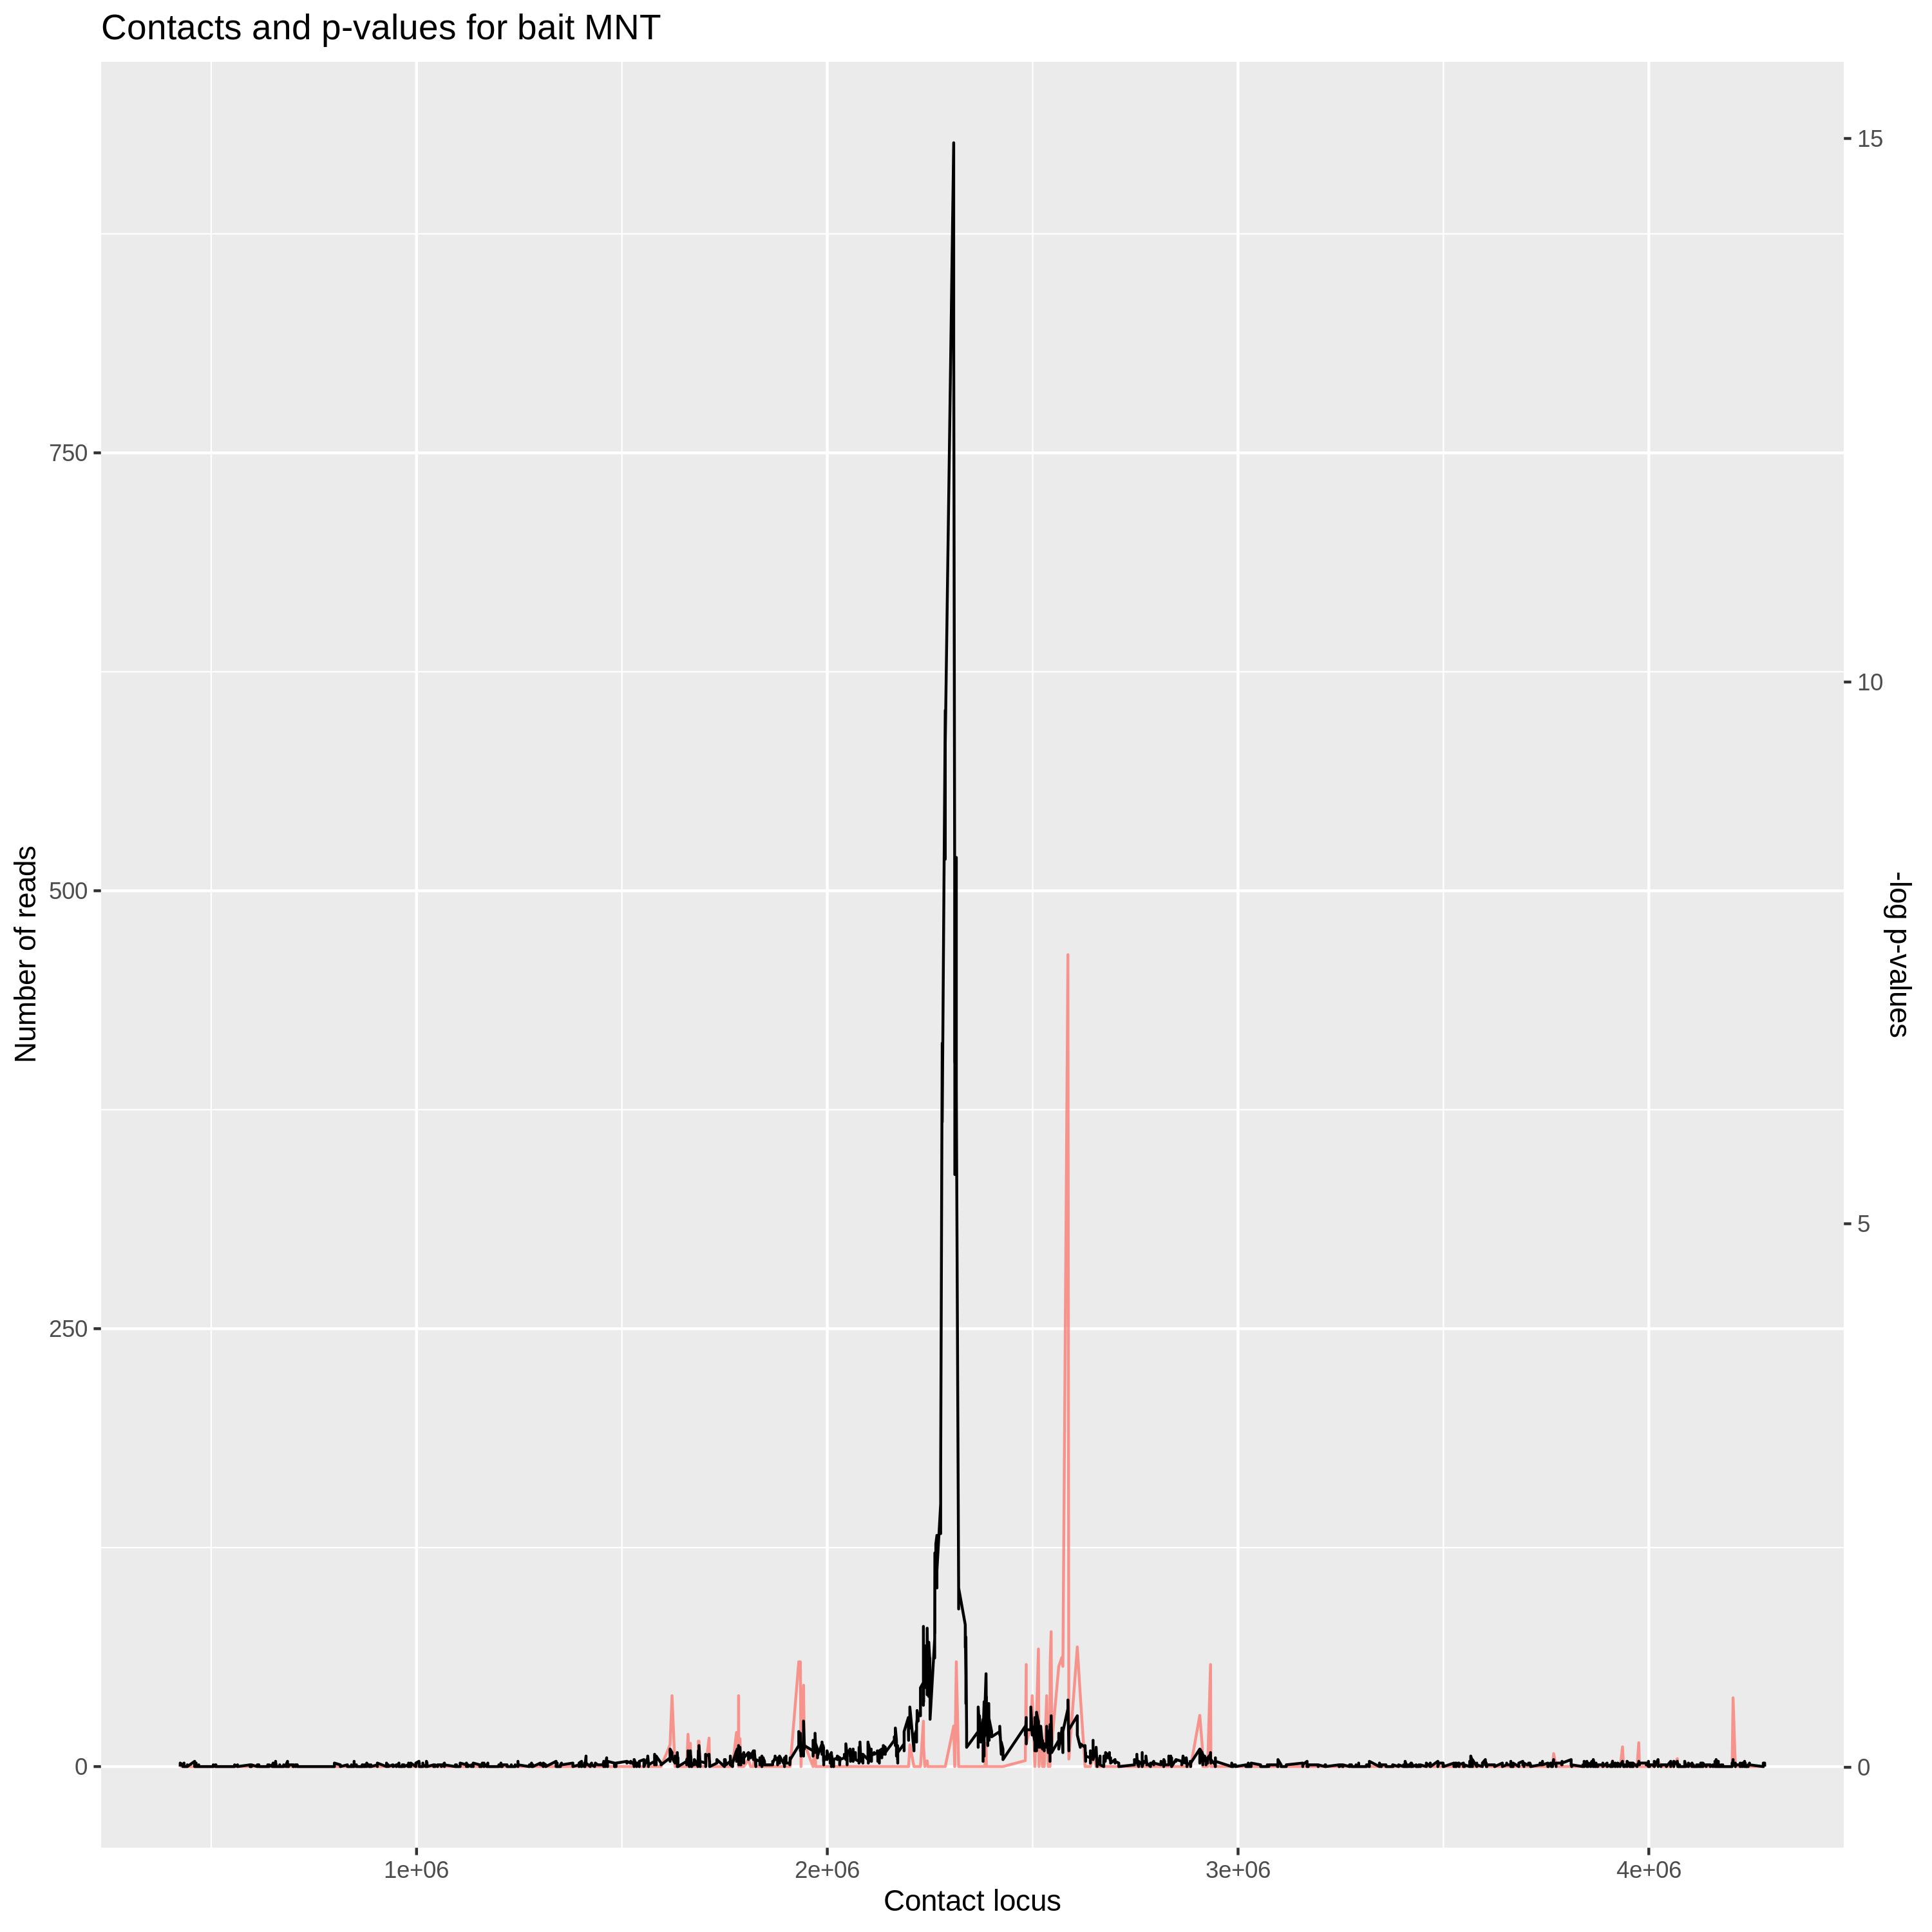 Contacts and p-values for bait MNT
15
750
10
500
Number of reads
-log p-values
5
250
0
0
1e+06
2e+06
3e+06
4e+06
Contact locus